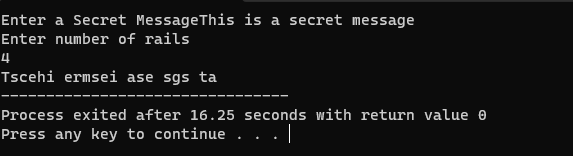 Enter a Secret MessageThis is a secret message
Enter number of rails
4
Tscehi ermsei ase sgs ta
--------------------------------
Process exited after 16.25 seconds with return value 0
Press any key to continue . . .